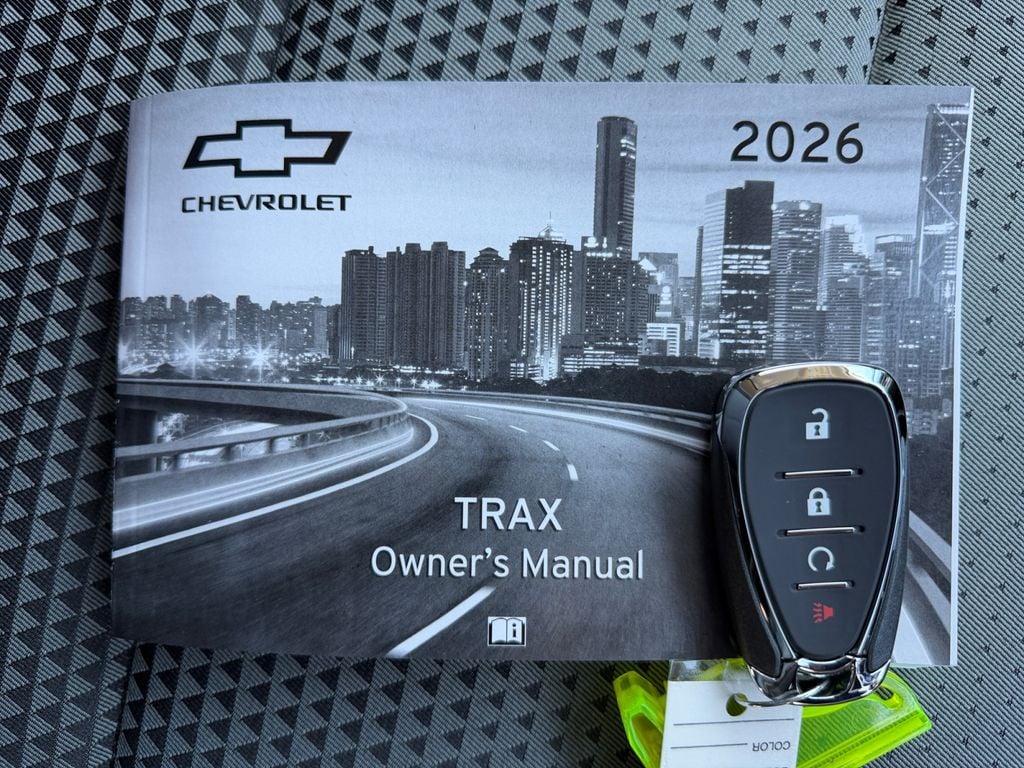 CHEVROLET
2026
TRAX
Owner's Manual
i
COLOR